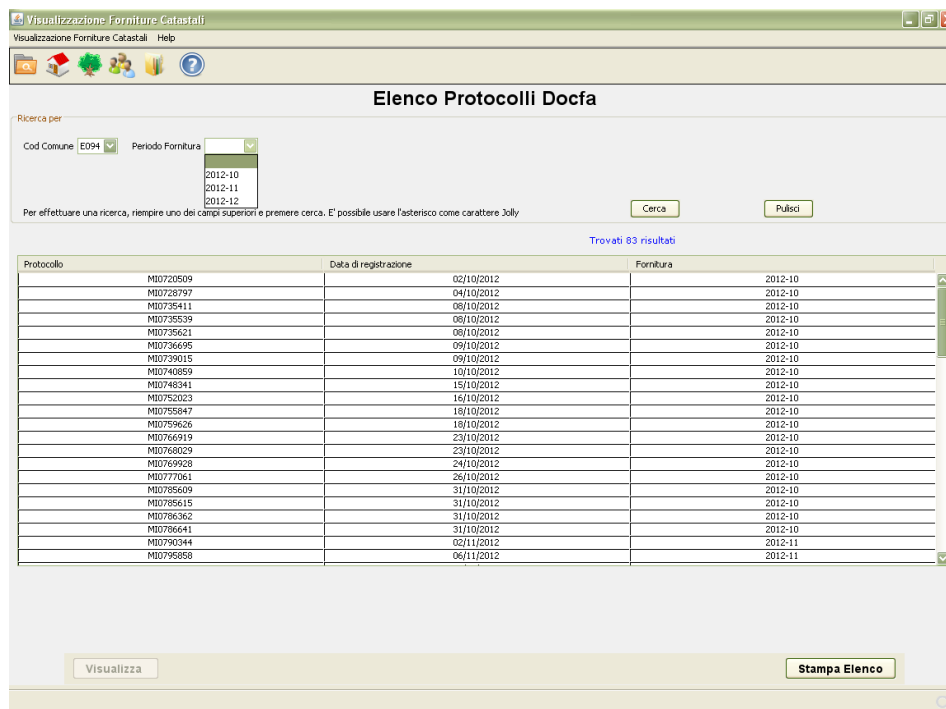 Visualizzazione Forniture Catastali
Visualizzazione Forniture Catastali Help
Elenco Protocolli Docfa
Ricerca per
Cod Comune E094 Periodo Fornitura
2012-10
2012-11
2012-12
Per effettuare una ricerca, riempire uno dei campi superiori e premere cerca. E' possibile usare l'asterisco come carattere Jolly
Cerca Pulisci
Trovati 83 risultati
Protocollo Data di registrazione Fornitura
MI0720509 02/10/2012 2012-10
MI0728797 04/10/2012 2012-10
MI0735411 08/10/2012 2012-10
MI0735539 08/10/2012 2012-10
MI0735621 08/10/2012 2012-10
MI0736695 09/10/2012 2012-10
MI0739015 09/10/2012 2012-10
MI0740859 10/10/2012 2012-10
MI0748341 15/10/2012 2012-10
MI0752023 16/10/2012 2012-10
MI0755847 18/10/2012 2012-10
MI0759626 18/10/2012 2012-10
MI0766919 23/10/2012 2012-10
MI0768029 23/10/2012 2012-10
MI0769928 24/10/2012 2012-10
MI0777061 26/10/2012 2012-10
MI0785609 31/10/2012 2012-10
MI0785615 31/10/2012 2012-10
MI0786362 31/10/2012 2012-10
MI0786641 31/10/2012 2012-10
MI0790344 02/11/2012 2012-11
MI0795858 06/11/2012 2012-11
Visualizza Stampa Elenco